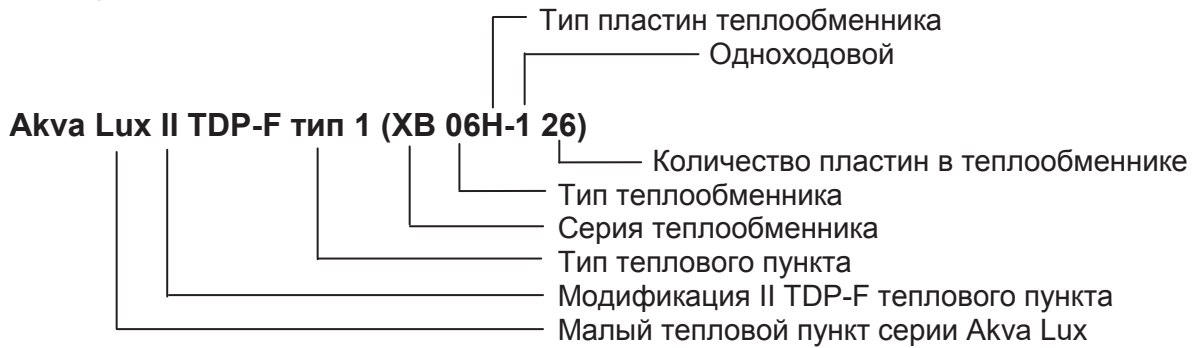 Тип пластин теплообменника
Одноходовой
Akva Lux II TDP-F тип 1 (XB 06H-1 26)
Количество пластин в теплообменнике
Тип теплообменника
Серия теплообменника
Тип теплового пункта
Модификация II TDP-F теплового пункта
Малый тепловой пункт серии Akva Lux